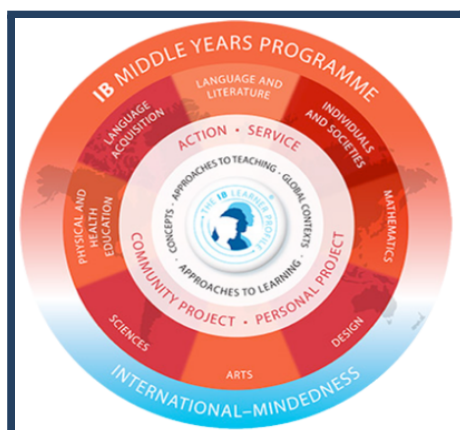 IB MIDDLE YEARS PROGRAMME
LANGUAGE AND
LITERATURE
LANGUAGE
ACQUISITION
INDIVIDUALS
AND SOCIETIES
PHYSICAL AND
HEALTH
EDUCATION
MATHEMATICS
SCIENCES
ARTS
DESIGN
ACTION • SERVICE
COMMUNITY PROJECT • PERSONAL PROJECT
CONCEPTS · APPROACHES TO TEACHING · GLOBAL CONTEXTS
· APPROACHES TO LEARNING ·
· THE IB LEARNER PROFILE ·
INTERNATIONAL–MINDEDNESS